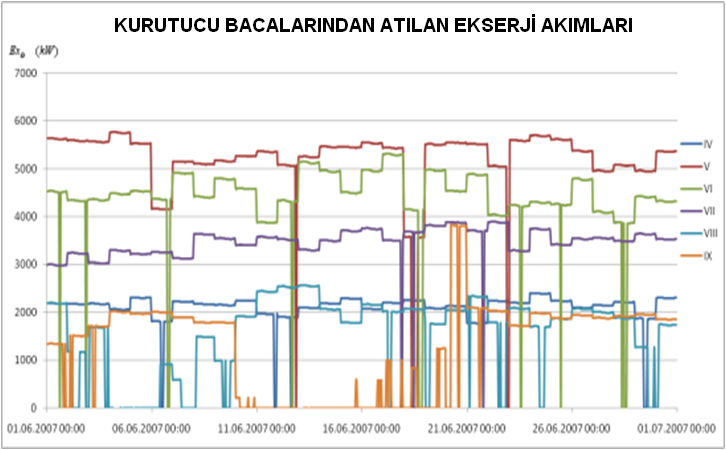 KURUTUCU BACALARINDAN ATILAN EKSERJİ AKIMLARI
Ex₀ (kW)
7000
6000
5000
4000
3000
2000
1000
0
IV
V
VI
VII
VIII
IX
01.06.2007 00:00 06.06.2007 00:00 11.06.2007 00:00 16.06.2007 00:00 21.06.2007 00:00 26.06.2007 00:00 01.07.2007 00:00